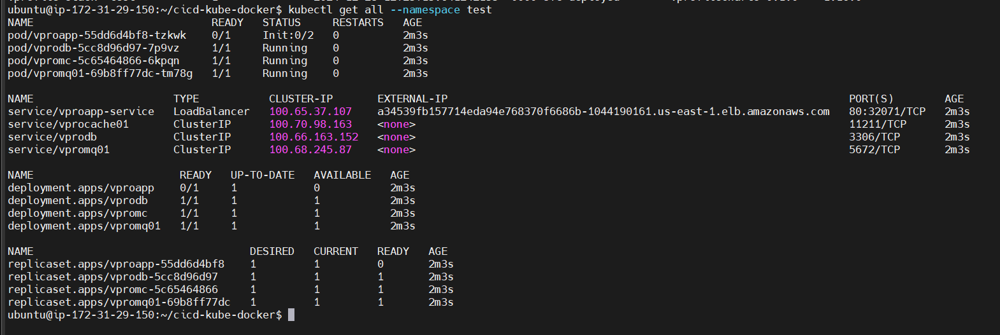 ubuntu@ip-172-31-29-150:~/cicd-kube-docker$ kubectl get all --namespace test
NAME READY STATUS RESTARTS AGE
pod/vproapp-55dd6d4bf8-tzkwk 0/1 Init:0/2 0 2m3s
pod/vprodb-5cc8d96d97-7p9vz 1/1 Running 0 2m3s
pod/vpromc-5c65464866-6kpqn 1/1 Running 0 2m3s
pod/vpromq01-69b8ff77dc-tm78g 1/1 Running 0 2m3s
NAME TYPE CLUSTER-IP EXTERNAL-IP PORT(S) AGE
service/vproapp-service LoadBalancer 100.65.37.107 a34539fb157714eda94e768370f6686b-1044190161.us-east-1.elb.amazonaws.com 80:32071/TCP 2m3s
service/vprocache01 ClusterIP 100.70.98.163 <none> 11211/TCP 2m3s
service/vprodb ClusterIP 100.66.163.152 <none> 3306/TCP 2m3s
service/vpromq01 ClusterIP 100.68.245.87 <none> 5672/TCP 2m3s
NAME READY UP-TO-DATE AVAILABLE AGE
deployment.apps/vproapp 0/1 1 0 2m3s
deployment.apps/vprodb 1/1 1 1 2m3s
deployment.apps/vpromc 1/1 1 1 2m3s
deployment.apps/vpromq01 1/1 1 1 2m3s
NAME DESIRED CURRENT READY AGE
replicaset.apps/vproapp-55dd6d4bf8 1 1 0 2m3s
replicaset.apps/vprodb-5cc8d96d97 1 1 1 2m3s
replicaset.apps/vpromc-5c65464866 1 1 1 2m3s
replicaset.apps/vpromq01-69b8ff77dc 1 1 1 2m3s
ubuntu@ip-172-31-29-150:~/cicd-kube-docker$